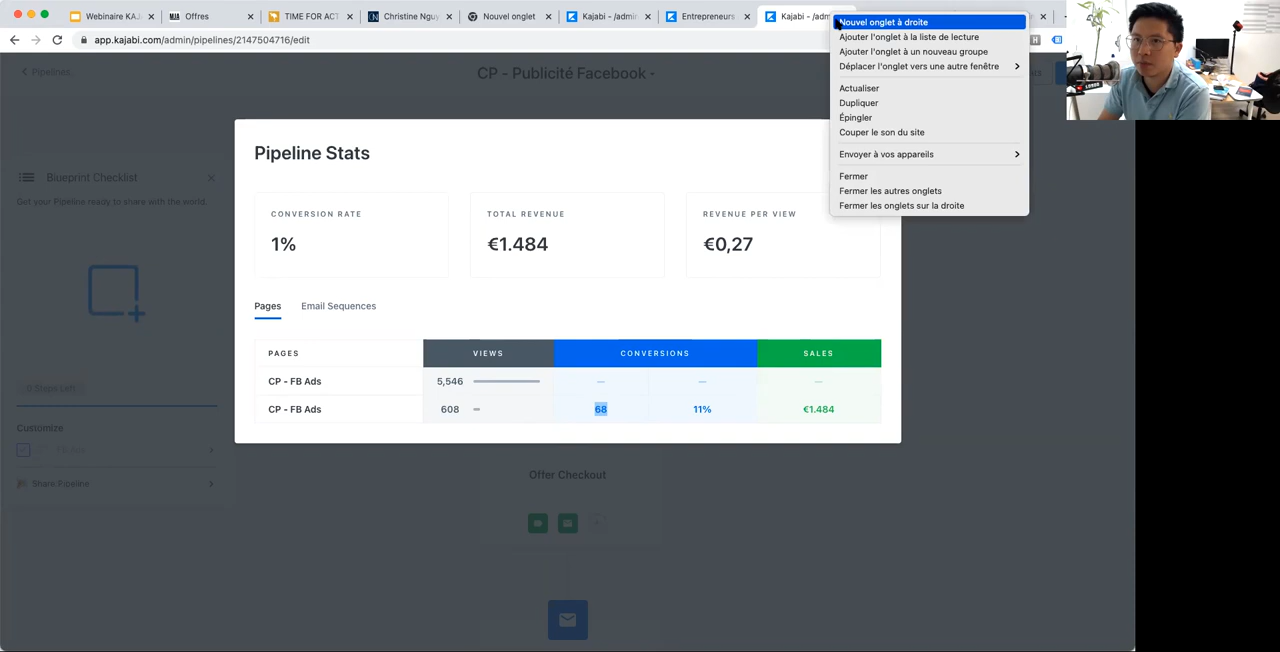 Webinaire KAJ
Offres
TIME FOR ACT
Christine Nguy
Nouvel onglet
Kajabi - /admin
Entrepreneurs
Kajabi - /adm
app.kajabi.com/admin/pipelines/2147504716/edit
Nouvel onglet à droite
Ajouter l'onglet à la liste de lecture
Ajouter l'onglet à un nouveau groupe
Déplacer l'onglet vers une autre fenêtre
Actualiser
Dupliquer
Épingler
Couper le son du site
Envoyer à vos appareils
Fermer
Fermer les autres onglets
Fermer les onglets sur la droite
Pipelines
CP - Publicité Facebook
Blueprint Checklist
Get your Pipeline ready to share with the world.
0 Steps Left
Customize
Share Pipeline
Pipeline Stats
CONVERSION RATE
1%
TOTAL REVENUE
€1.484
REVENUE PER VIEW
€0,27
Pages
Email Sequences
PAGES VIEWS CONVERSIONS SALES
CP - FB Ads 5,546 — — —
CP - FB Ads 608 68 11% €1.484
Offer Checkout